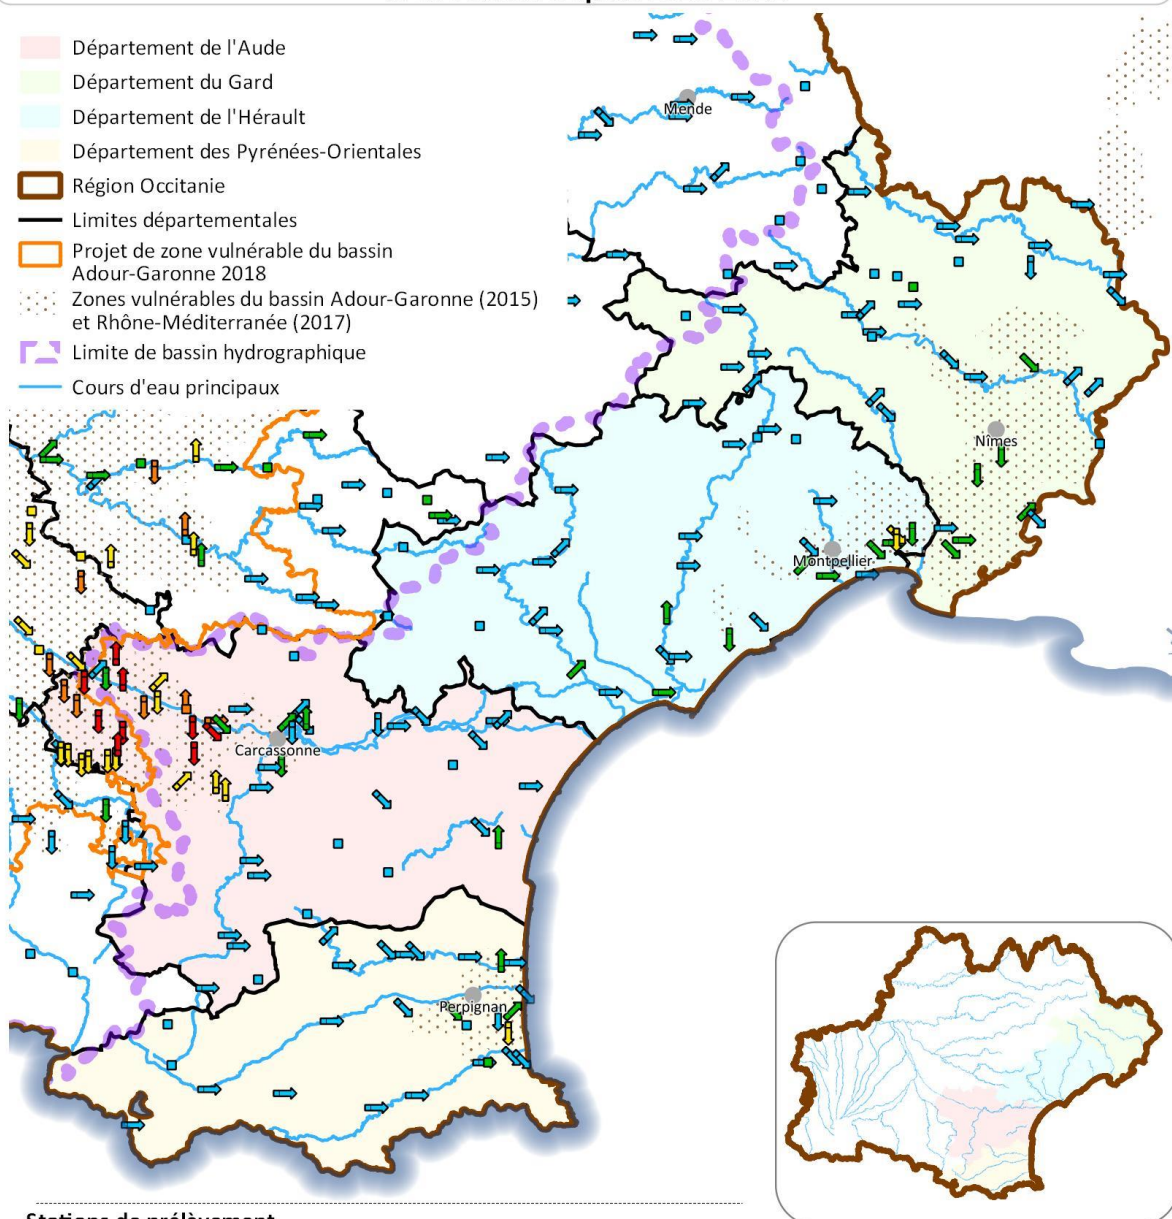 Département de l'Aude
Département du Gard
Département de l'Hérault
Département des Pyrénées-Orientales
Région Occitanie
Limites départementales
Projet de zone vulnérable du bassin
Adour-Garonne 2018
Zones vulnérables du bassin Adour-Garonne (2015)
et Rhône-Méditerranée (2017)
Limite de bassin hydrographique
Cours d'eau principaux
Mende
Nîmes
Montpellier
Carcassonne
Perpignan
Stations de prélèvement